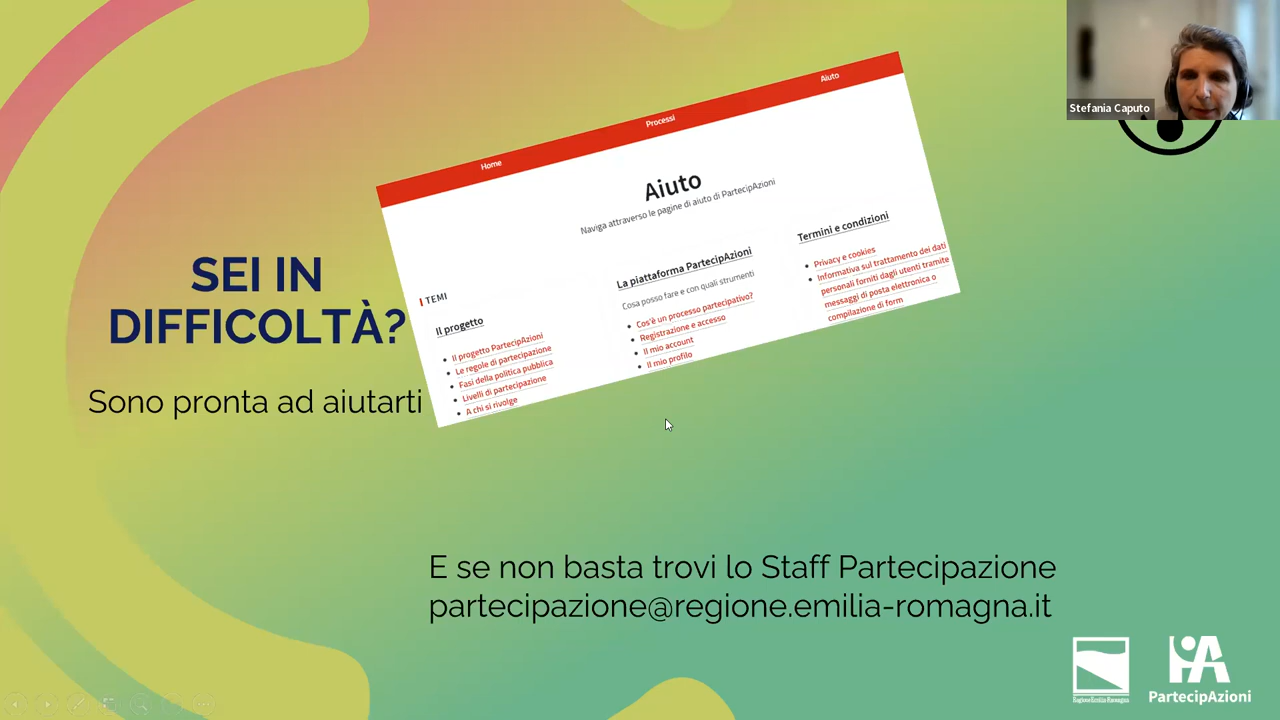 Stefania Caputo
Home
Processi
Aiuto
Aiuto
Naviga attraverso le pagine di aiuto di PartecipAzioni
TEMI
Il progetto
Il progetto PartecipAzioni
Le regole di partecipazione
Fasi della politica pubblica
Livelli di partecipazione
A chi si rivolge
La piattaforma PartecipAzioni
Cosa posso fare e con quali strumenti
Cos'è un processo partecipativo?
Registrazione e accesso
Il mio account
Il mio profilo
Termini e condizioni
Privacy e cookies
Informativa sul trattamento dei dati
personali forniti dagli utenti tramite
messaggi di posta elettronica o
compilazione di form
SEI IN
DIFFICOLTÀ?
Sono pronta ad aiutarti
E se non basta trovi lo Staff Partecipazione
partecipazione@regione.emilia-romagna.it
RegioneEmilia-Romagna
PartecipAzioni